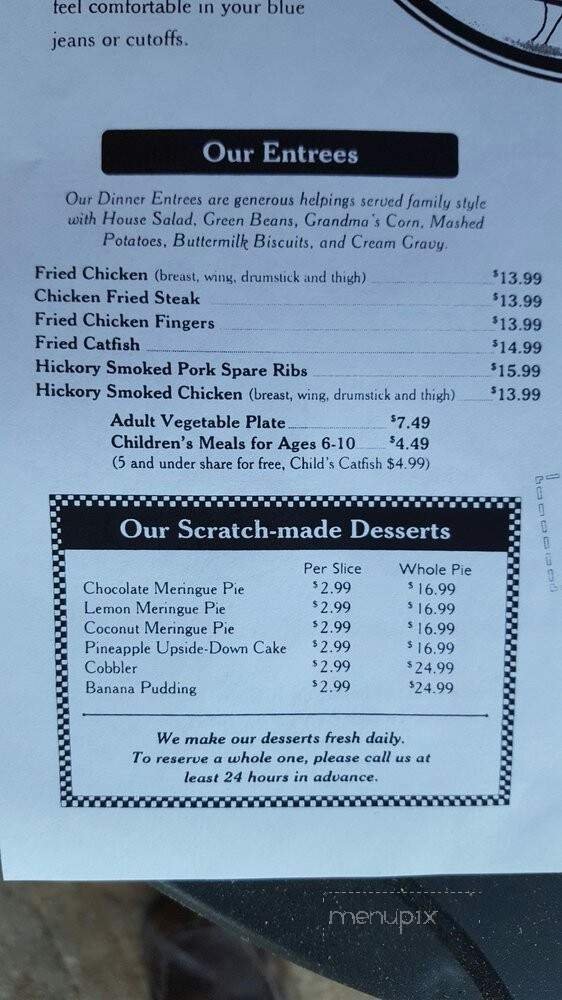 feel comfortable in your blue
jeans or cutoffs.
Our Entrees
Our Dinner Entrees are generous helpings served family style
with House Salad, Green Beans, Grandma's Corn, Mashed
Potatoes, Buttermilk Biscuits, and Cream Gravy.
Fried Chicken (breast, wing, drumstick and thigh) $13.99
Chicken Fried Steak $13.99
Fried Chicken Fingers $13.99
Fried Catfish $14.99
Hickory Smoked Pork Spare Ribs $15.99
Hickory Smoked Chicken (breast, wing, drumstick and thigh) $13.99
Adult Vegetable Plate $7.49
Children's Meals for Ages 6-10 $4.49
(5 and under share for free, Child's Catfish $4.99)
Our Scratch-made Desserts
Per Slice Whole Pie
Chocolate Meringue Pie $2.99 $16.99
Lemon Meringue Pie $2.99 $16.99
Coconut Meringue Pie $2.99 $16.99
Pineapple Upside-Down Cake $2.99 $16.99
Cobbler $2.99 $24.99
Banana Pudding $2.99 $24.99
We make our desserts fresh daily.
To reserve a whole one, please call us at
least 24 hours in advance.
menupix